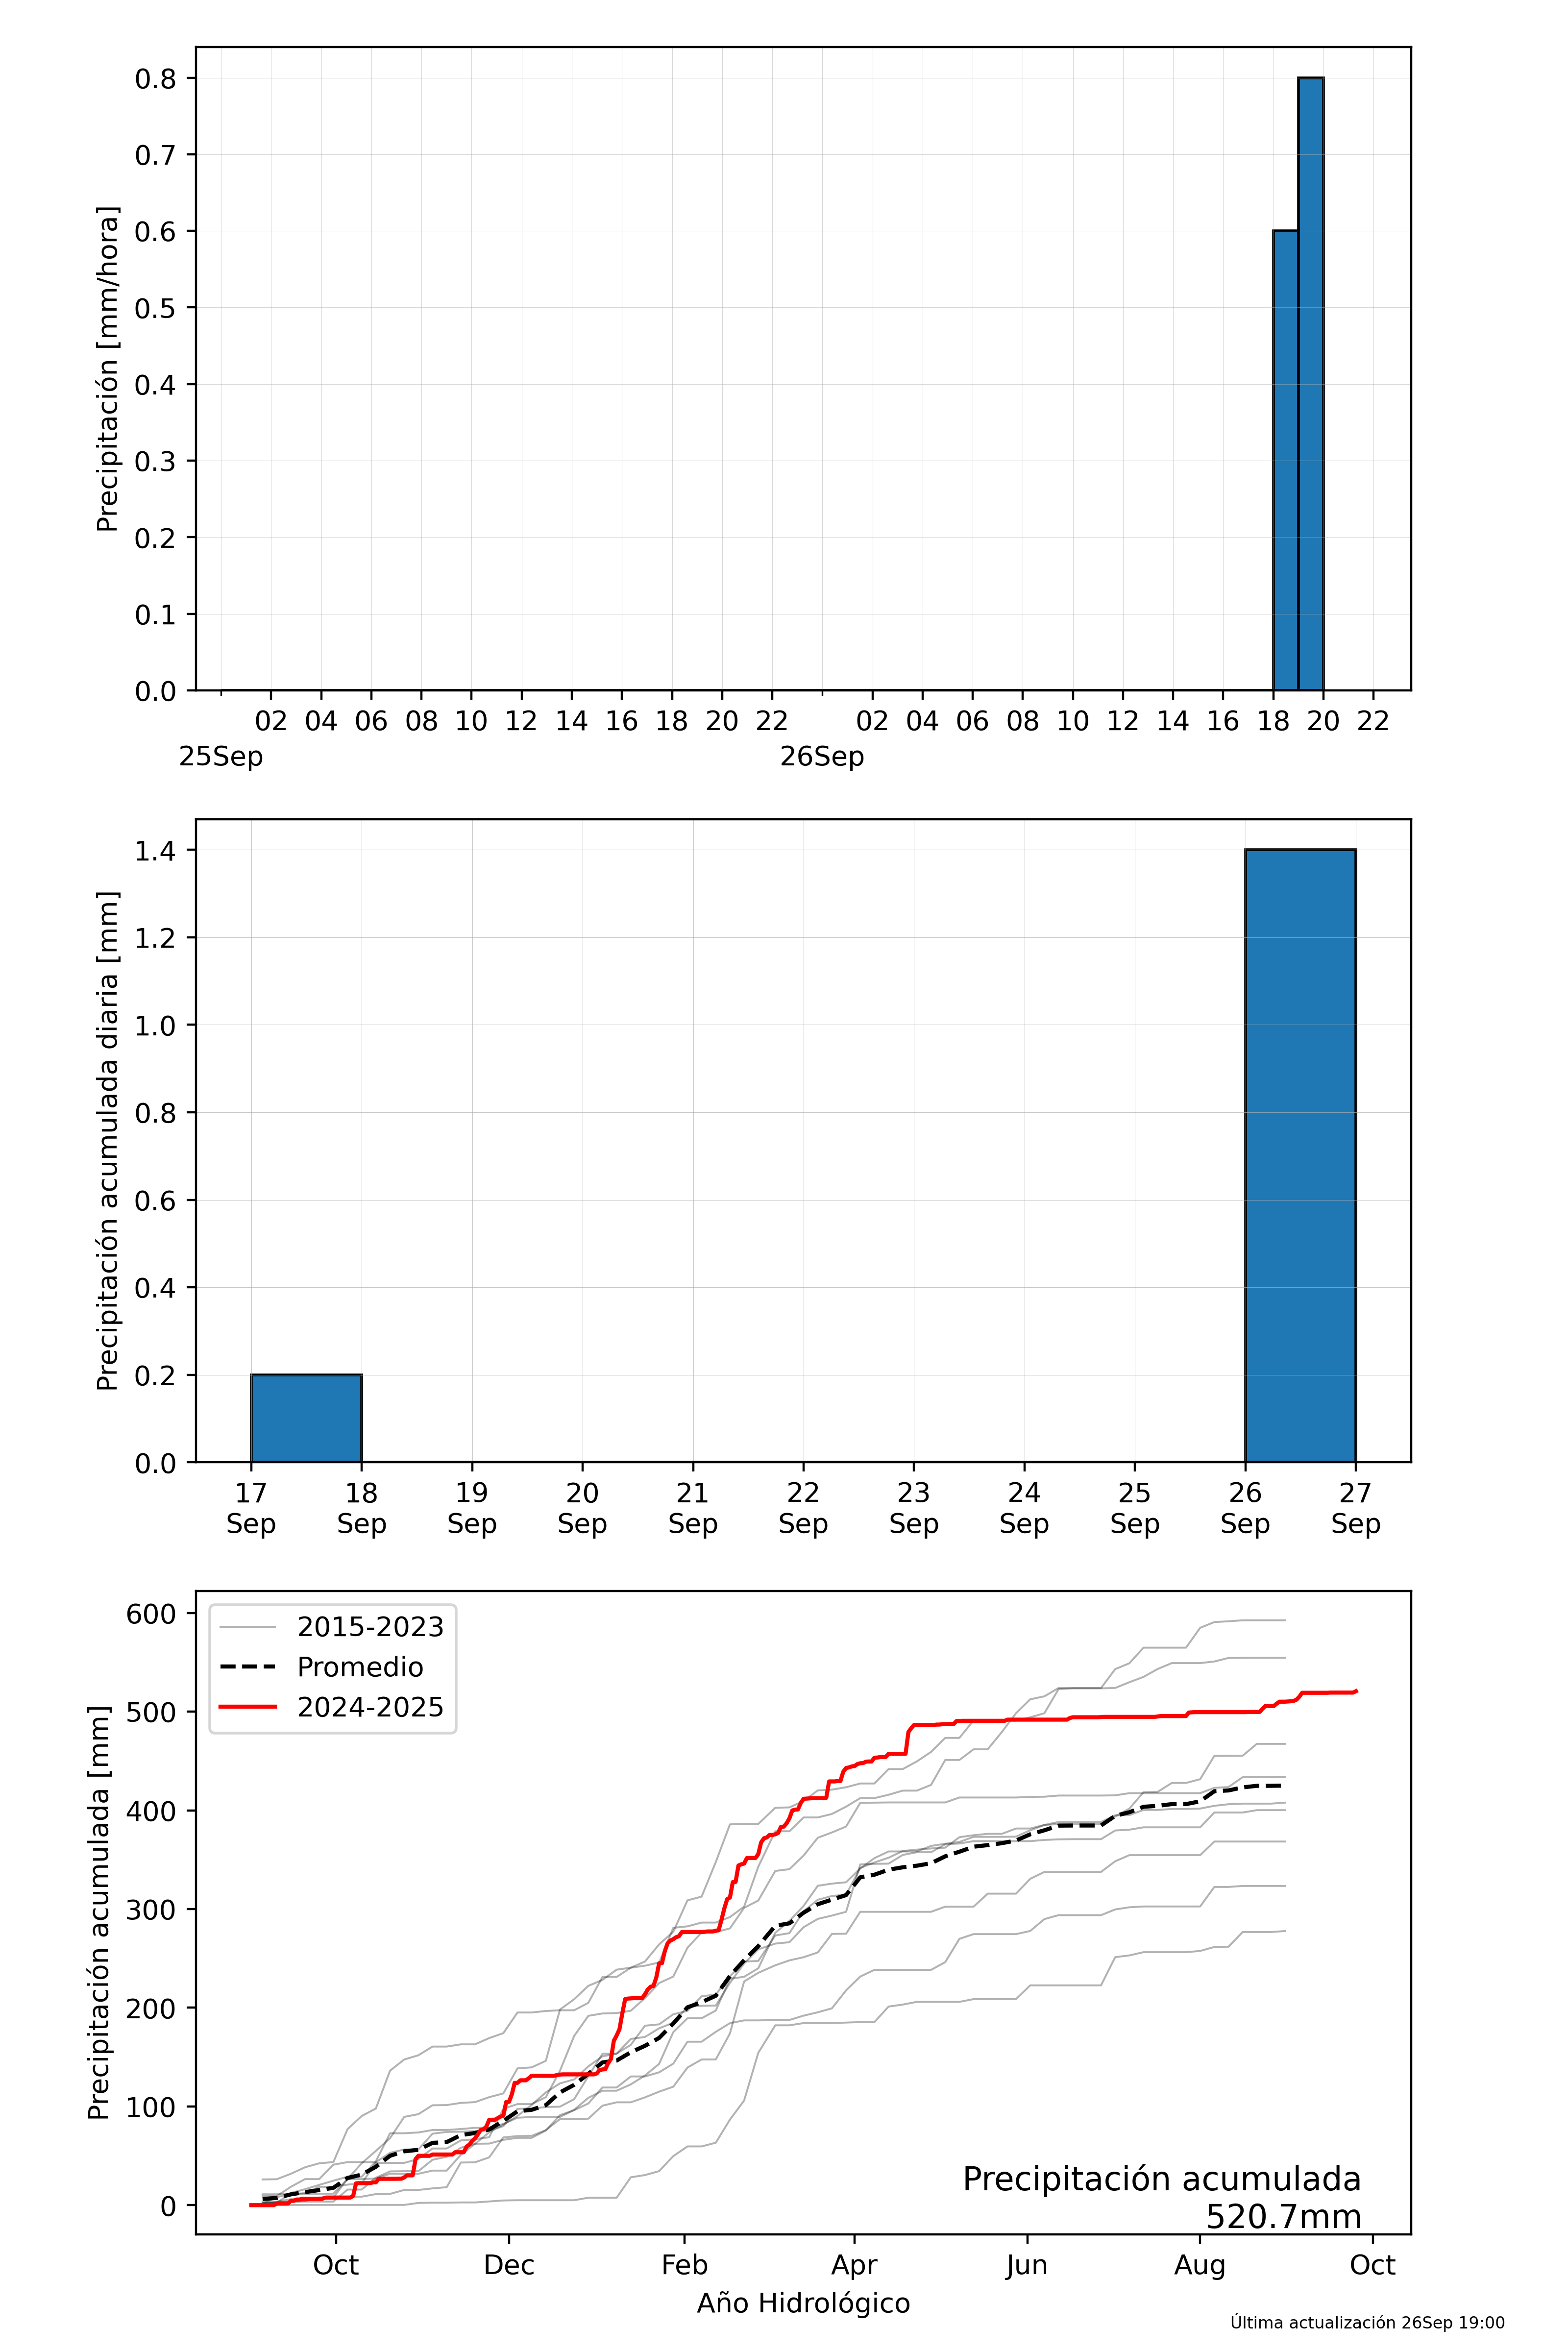 Precipitación [mm/hora]
0.8
0.7
0.6
0.5
0.4
0.3
0.2
0.1
0.0
02 04 06 08 10 12 14 16 18 20 22 02 04 06 08 10 12 14 16 18 20 22
25Sep 26Sep
Precipitación acumulada diaria [mm]
1.4
1.2
1.0
0.8
0.6
0.4
0.2
0.0
17 18 19 20 21 22 23 24 25 26 27
Sep Sep Sep Sep Sep Sep Sep Sep Sep Sep Sep
Precipitación acumulada [mm]
600
500
400
300
200
100
0
2015-2023
Promedio
2024-2025
Precipitación acumulada
520.7mm
Oct Dec Feb Apr Jun Aug Oct
Año Hidrológico
Última actualización 26Sep 19:00